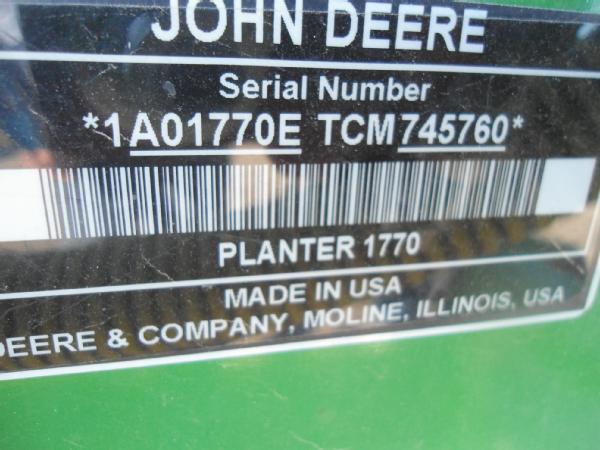 JOHN DEERE
Serial Number
*1A01770E TCM745760*
PLANTER 1770
MADE IN USA
DEERE & COMPANY, MOLINE, ILLINOIS, USA